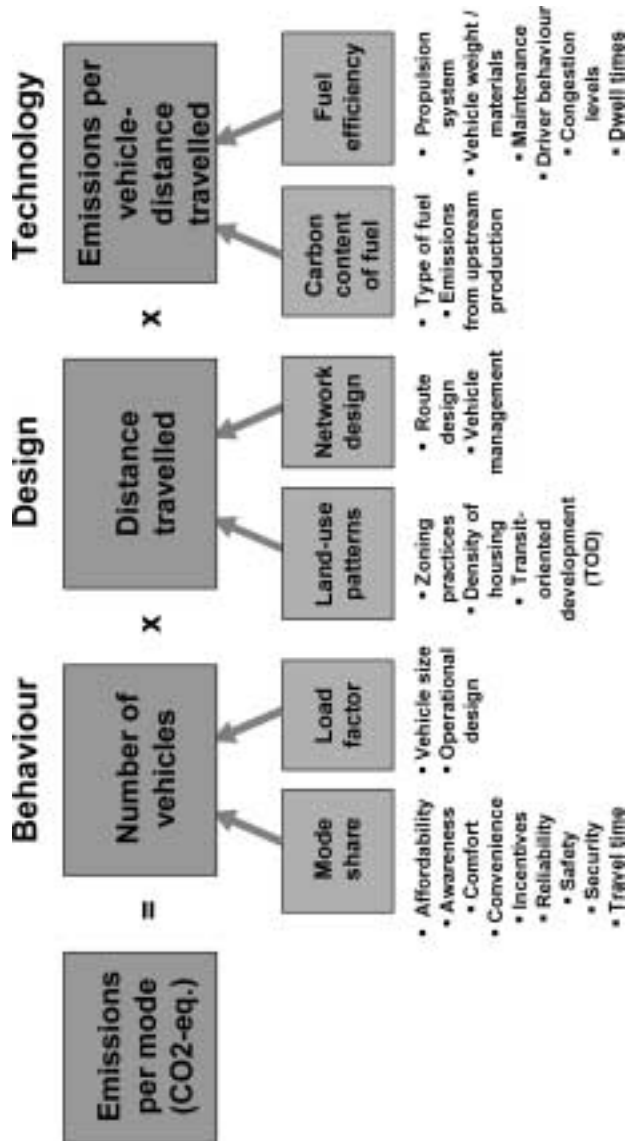 Behaviour
Design
Technology
Emissions
per mode
(CO2-eq.)
=
Number of
vehicles
x
Distance
travelled
x
Emissions per
vehicle-
distance
travelled
Mode
share
Load
factor
Land-use
patterns
Network
design
Carbon
content
of fuel
Fuel
efficiency
• Affordability
• Awareness
• Comfort
• Convenience
• Incentives
• Reliability
• Safety
• Security
• Travel time
• Vehicle size
• Operational
design
• Zoning
practices
• Density of
housing
• Transit-
oriented
development
(TOD)
• Route
design
• Vehicle
management
• Type of fuel
• Emissions
from upstream
production
• Propulsion
system
• Vehicle weight /
materials
• Maintenance
• Driver behaviour
• Congestion
levels
• Dwell times